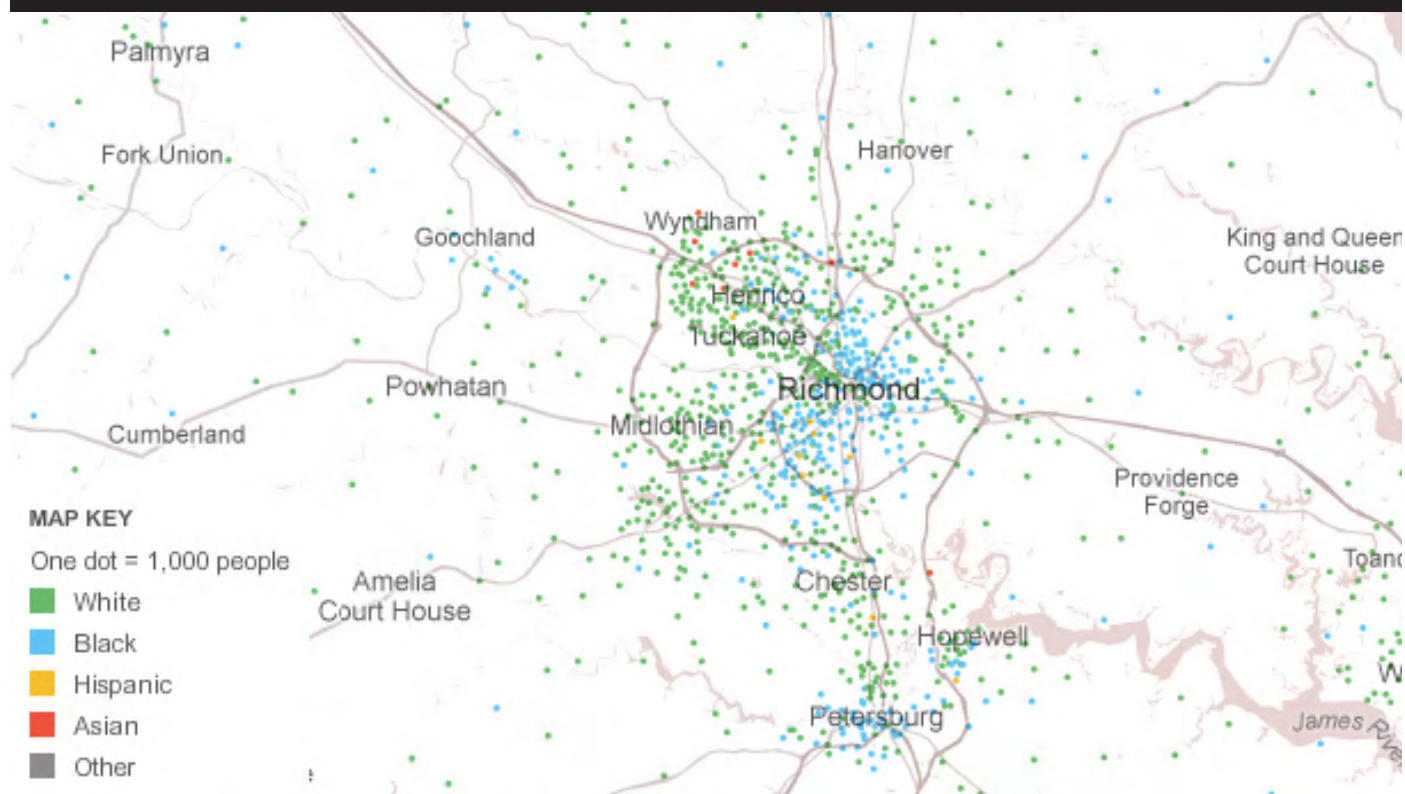 Palmyra
Fork Union
Hanover
Wyndham
Goochland
King and Queen
Court House
Henrico
Tuckahoe
Powhatan
Richmond
Midlothian
Cumberland
Providence
Forge
MAP KEY
One dot = 1,000 people
White
Black
Hispanic
Asian
Other
Toano
Amelia
Court House
Chester
Hopewell
W
Petersburg
James River